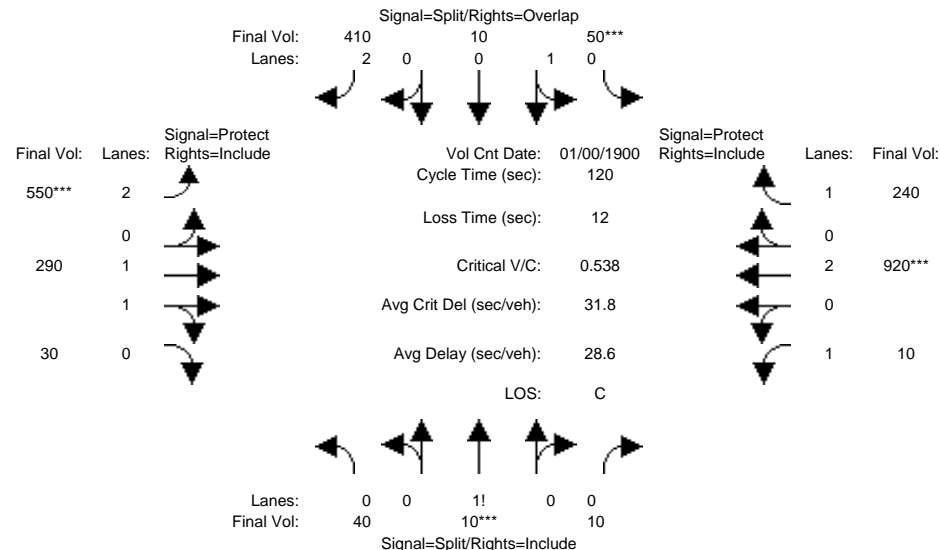 Signal=Split/Rights=Overlap
Final Vol: 410 10 50***
Lanes: 2 0 0 1 0
Signal=Protect Signal=Protect
Final Vol: Lanes: Rights=Include Vol Cnt Date: 01/00/1900 Rights=Include Lanes: Final Vol:
Cycle Time (sec): 120
550*** 2 1 240
Loss Time (sec): 12
0 0
290 1 Critical V/C: 0.538 2 920***
1 Avg Crit Del (sec/veh): 31.8 0
30 0 Avg Delay (sec/veh): 28.6 1 10
LOS: C
Lanes: 0 0 1! 0 0
Final Vol: 40 10*** 10
Signal=Split/Rights=Include